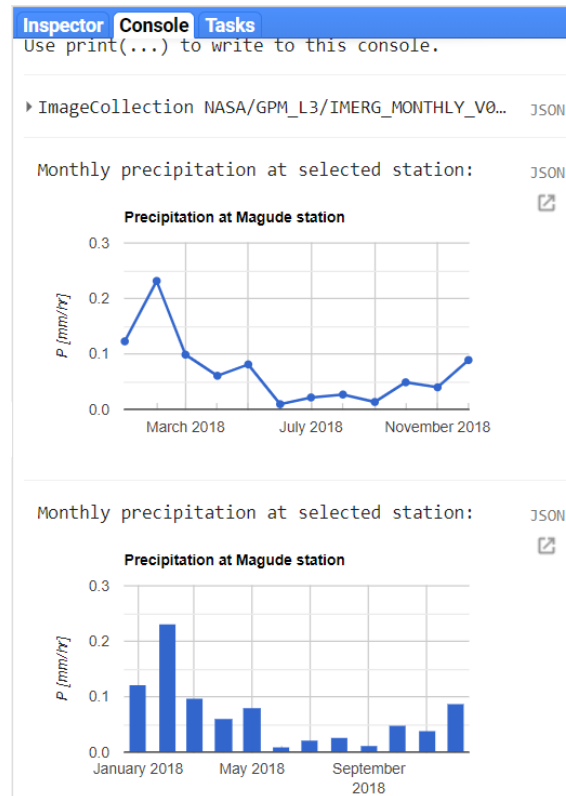 Inspector Console Tasks
Use print(...) to write to this console.
ImageCollection NASA/GPM_L3/IMERG_MONTHLY_V0… JSON
Monthly precipitation at selected station: JSON
Precipitation at Magude station
0.3
0.2
0.1
0.0
P [mm/hr]
March 2018 July 2018 November 2018
Monthly precipitation at selected station: JSON
Precipitation at Magude station
0.3
0.2
0.1
0.0
P [mm/hr]
January 2018 May 2018 September
2018